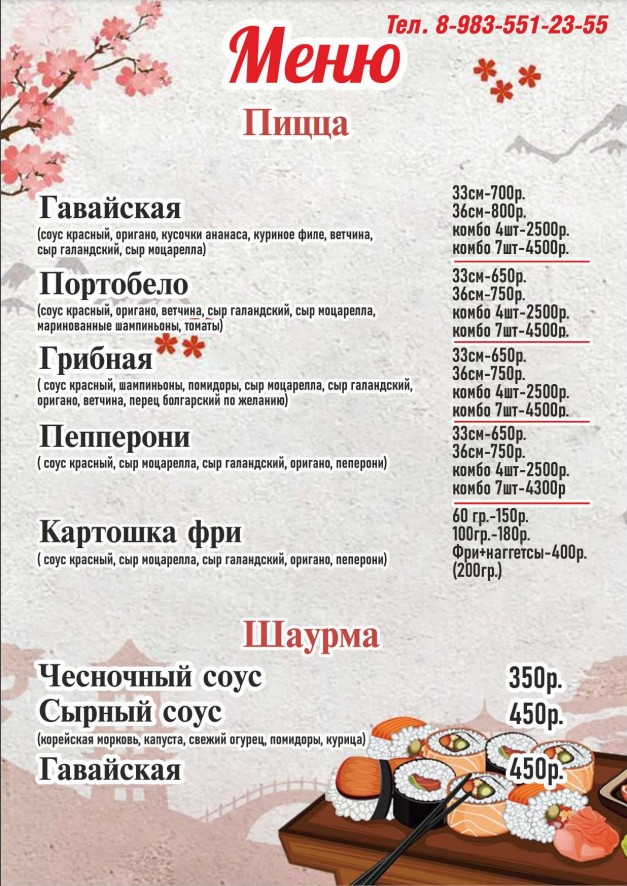 Тел. 8-983-551-23-55
Меню
Пицца
Гавайская
(соус красный, оригано, кусочки ананаса, куриное филе, ветчина,
сыр галандский, сыр моцарелла)
33см-700р.
36см-800р.
комбо 4шт-2500р.
комбо 7шт-4500р.
Портобело
(соус красный, оригано, ветчина, сыр галандский, сыр моцарелла,
маринованные шампиньоны, томаты)
33см-650р.
36см-750р.
комбо 4шт-2500р.
комбо 7шт-4500р.
Грибная
( соус красный, шампиньоны, помидоры, сыр моцарелла, сыр галандский,
оригано, ветчина, перец болгарский по желанию)
33см-650р.
36см-750р.
комбо 4шт-2500р.
комбо 7шт-4500р.
Пепперони
( соус красный, сыр моцарелла, сыр галандский, оригано, пеперони)
33см-650р.
36см-750р.
комбо 4шт-2500р.
комбо 7шт-4300р
Картошка фри
( соус красный, сыр моцарелла, сыр галандский, оригано, пеперони)
60 гр.-150р.
100гр.-180р.
Фри+наггетсы-400р.
(200гр.)
Шаурма
Чесночный соус 350р.
Сырный соус 450р.
(корейская морковь, капуста, свежий огурец, помидоры, курица)
Гавайская 450р.